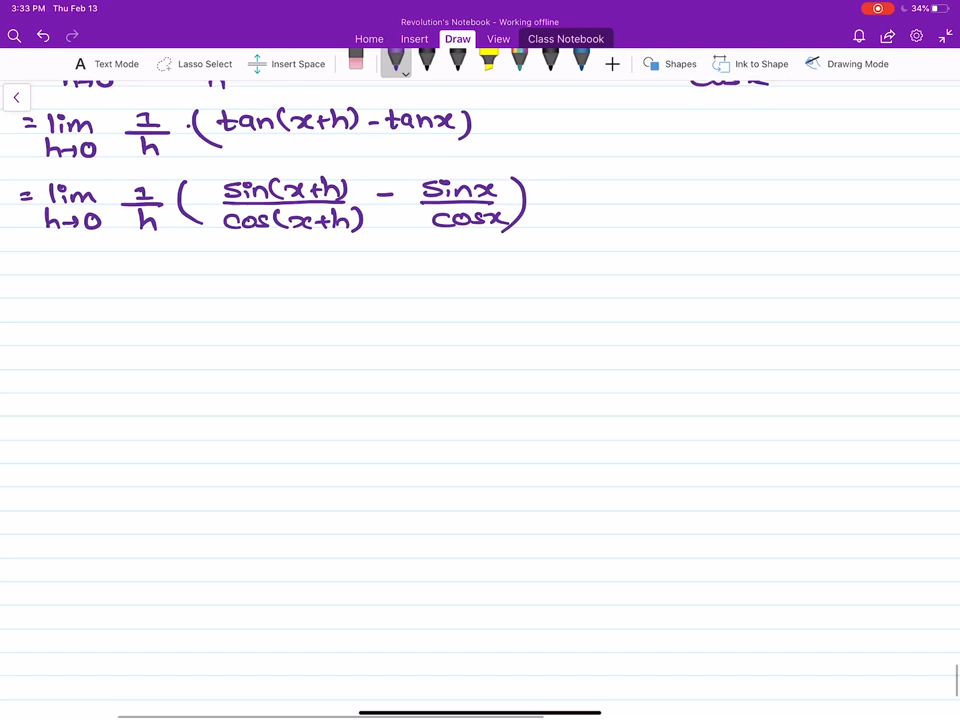 3:33 PM Thu Feb 13
34%
Revolution's Notebook - Working offline
Home Insert Draw View Class Notebook
A Text Mode Lasso Select Insert Space Shapes Ink to Shape Drawing Mode
= lim 1/h · (tan(x+h) - tanx)
h→0
= lim 1/h ( sin(x+h)/cos(x+h) - sinx/cosx )
h→0